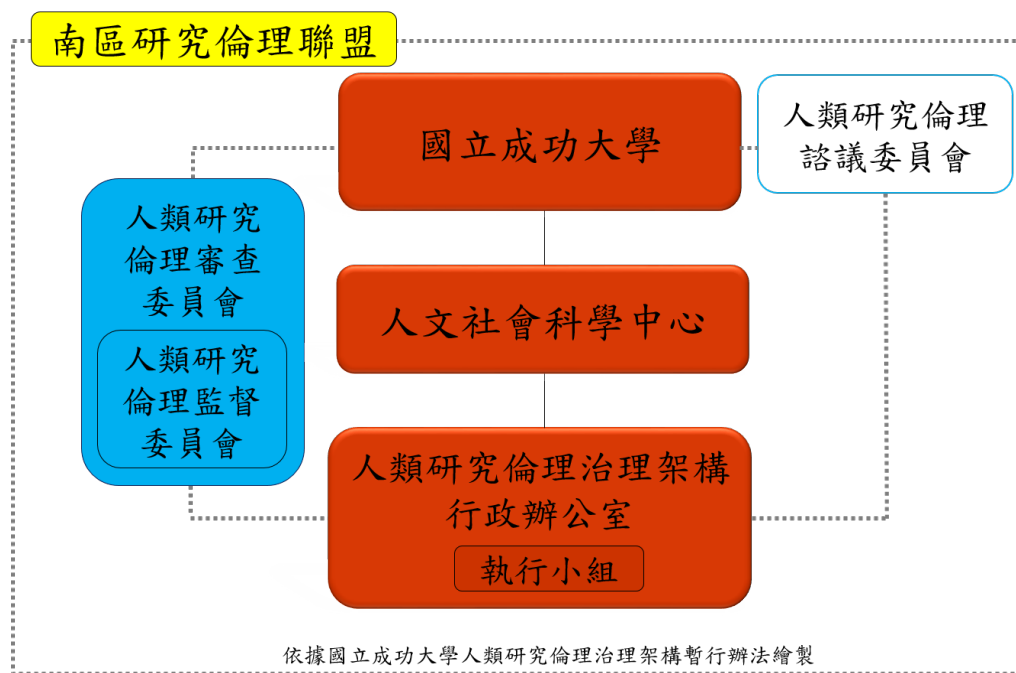 南區研究倫理聯盟
國立成功大學
人類研究倫理
諮議委員會
人類研究
倫理審查
委員會
人類研究
倫理監督
委員會
人文社會科學中心
人類研究倫理治理架構
行政辦公室
執行小組
依據國立成功大學人類研究倫理治理架構暫行辦法繪製